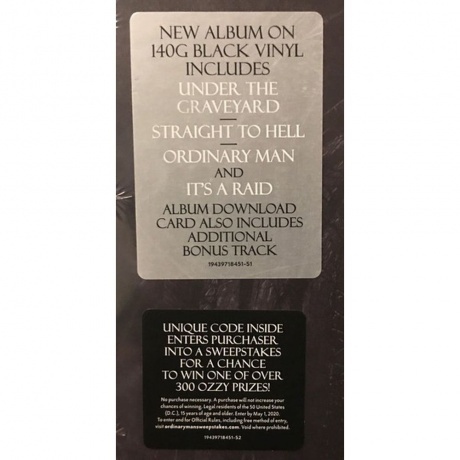 NEW ALBUM ON
140G BLACK VINYL
INCLUDES
UNDER THE
GRAVEYARD
STRAIGHT TO HELL
ORDINARY MAN
AND
IT'S A RAID
ALBUM DOWNLOAD
CARD ALSO INCLUDES
ADDITIONAL
BONUS TRACK
19439718451-S1
UNIQUE CODE INSIDE
ENTERS PURCHASER
INTO A SWEEPSTAKES
FOR A CHANCE
TO WIN ONE OF OVER
300 OZZY PRIZES!
No purchase necessary. A purchase will not increase your
chances of winning. Legal residents of the 50 United States
(D.C.), 15 years of age and older. Enter by May 1, 2020.
To enter and for Official Rules, including free method of entry,
visit ordinarymansweepstakes.com. Void where prohibited.
19439718451-S2